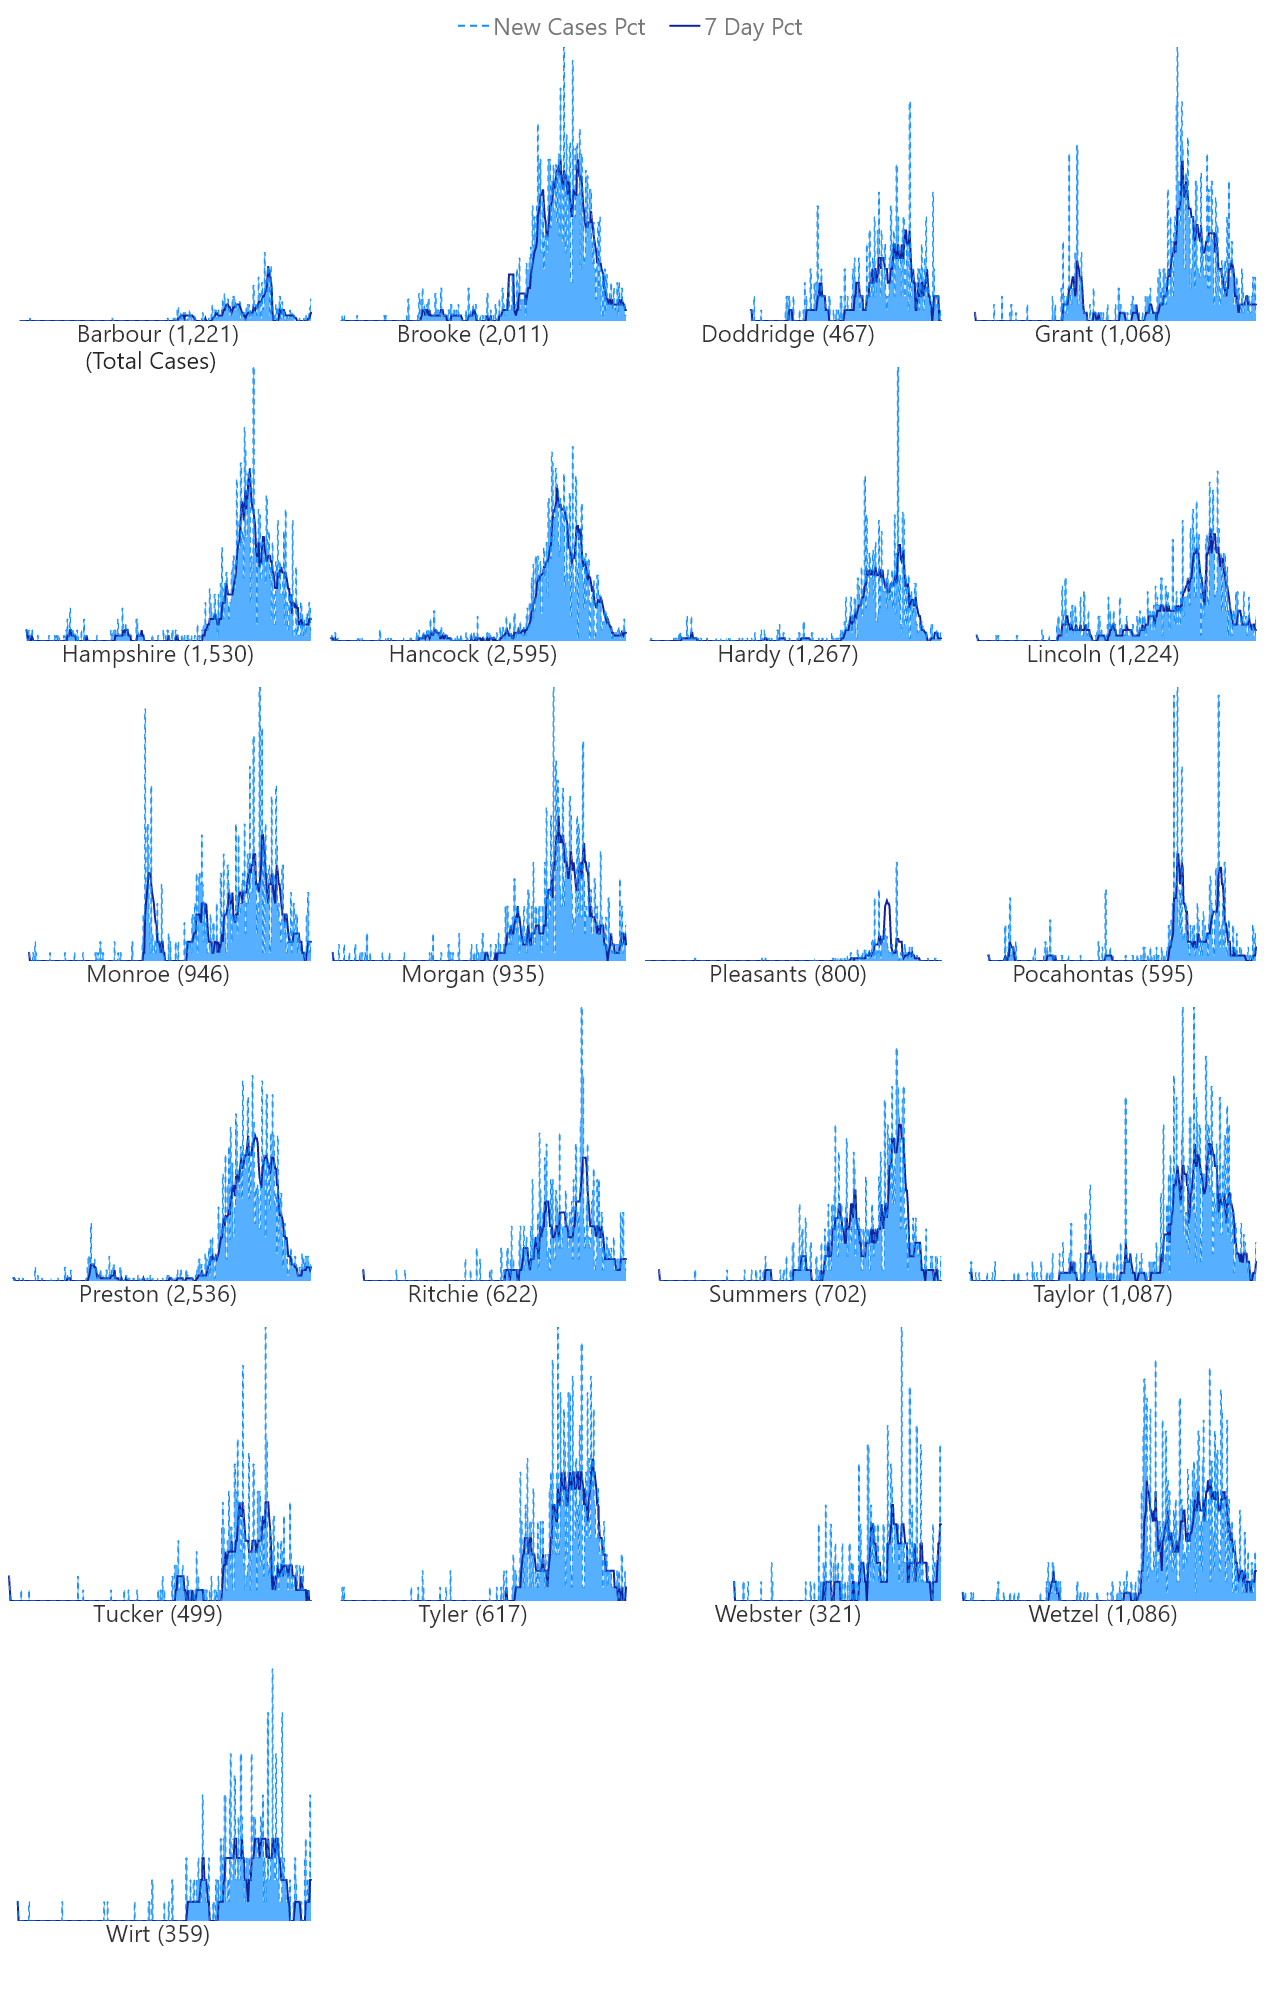 New Cases Pct 7 Day Pct
Barbour (1,221) Brooke (2,011) Doddridge (467) Grant (1,068)
(Total Cases)
Hampshire (1,530) Hancock (2,595) Hardy (1,267) Lincoln (1,224)
Monroe (946) Morgan (935) Pleasants (800) Pocahontas (595)
Preston (2,536) Ritchie (622) Summers (702) Taylor (1,087)
Tucker (499) Tyler (617) Webster (321) Wetzel (1,086)
Wirt (359)